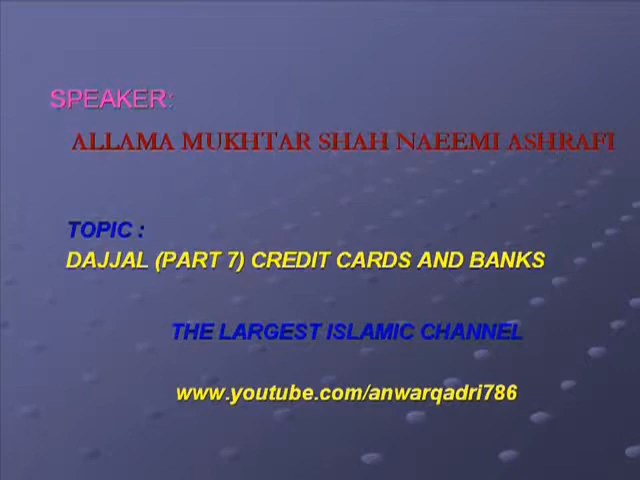 SPEAKER:
ALLAMA MUKHTAR SHAH NAEEMI ASHRAFI
TOPIC :
DAJJAL (PART 7) CREDIT CARDS AND BANKS
THE LARGEST ISLAMIC CHANNEL
www.youtube.com/anwarqadri786